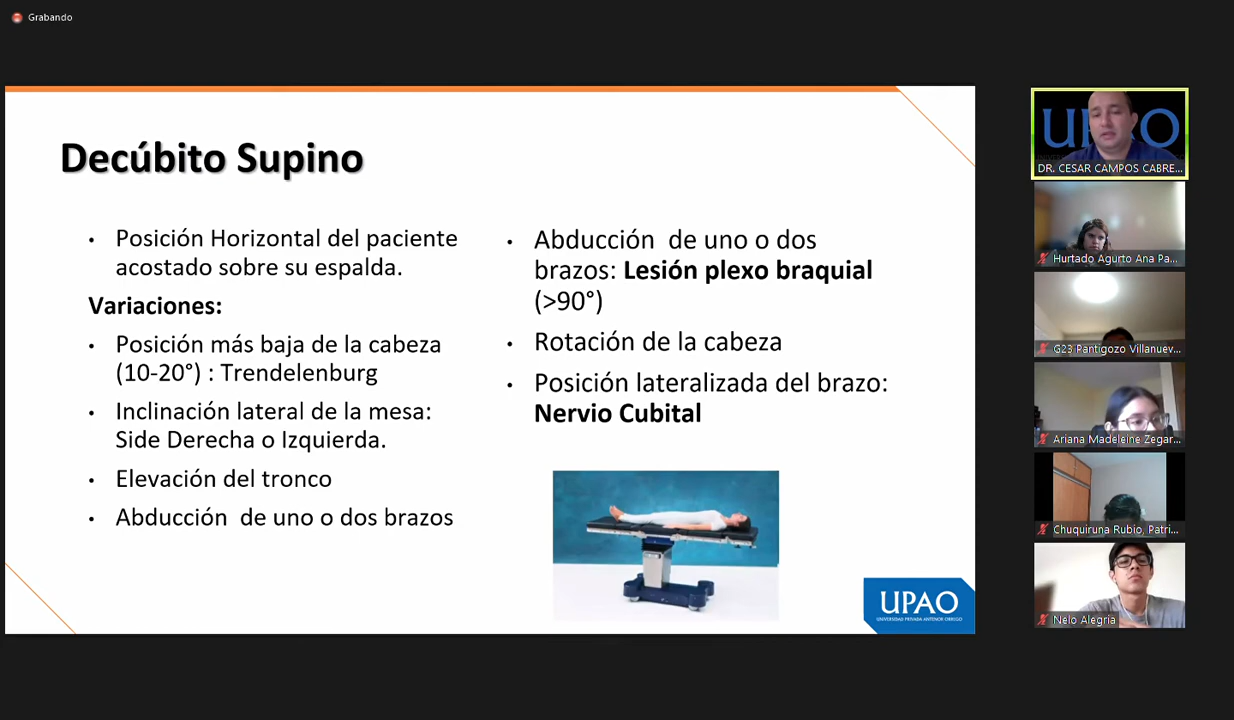 Grabando
Decúbito Supino
• Posición Horizontal del paciente
acostado sobre su espalda.
Variaciones:
• Posición más baja de la cabeza
(10-20°) : Trendelenburg
• Inclinación lateral de la mesa:
Side Derecha o Izquierda.
• Elevación del tronco
• Abducción de uno o dos brazos
• Abducción de uno o dos
brazos: Lesión plexo braquial
(>90°)
• Rotación de la cabeza
• Posición lateralizada del brazo:
Nervio Cubital
UPAO
UNIVERSIDAD PRIVADA ANTENOR ORREGO
UPAO
DR. CESAR CAMPOS CABRE...
Hurtado Agurto Ana Pa...
G23 Pantigozo Villanuev...
Ariana Madeleine Zegar...
Chuquiruna Rubio, Patri...
Nelo Alegria